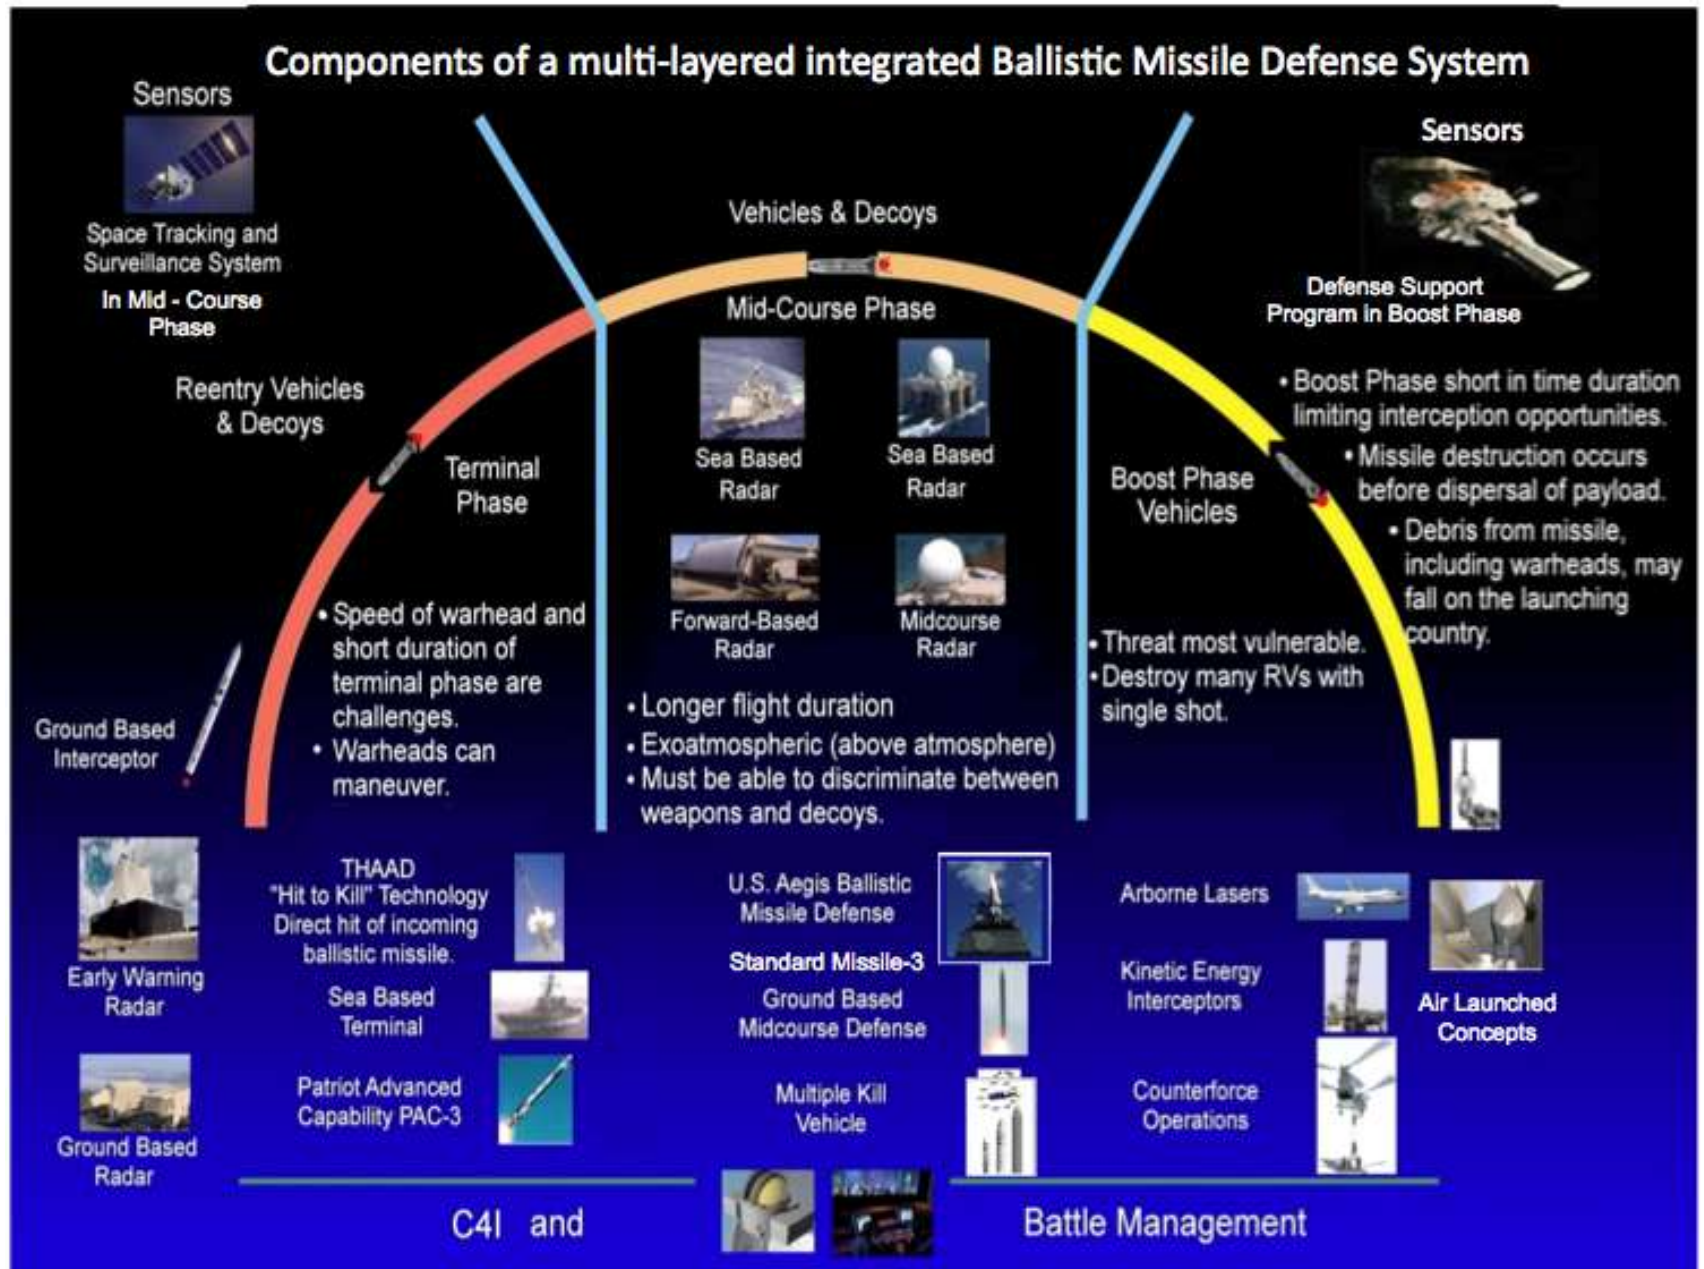 Components of a multi-layered integrated Ballistic Missile Defense System
Sensors
Space Tracking and
Surveillance System
In Mid - Course
Phase
Reentry Vehicles
& Decoys
Terminal
Phase
• Speed of warhead and
short duration of
terminal phase are
challenges.
• Warheads can
maneuver.
Ground Based
Interceptor
Vehicles & Decoys
Mid-Course Phase
Sea Based
Radar
Sea Based
Radar
Forward-Based
Radar
Midcourse
Radar
• Longer flight duration
• Exoatmospheric (above atmosphere)
• Must be able to discriminate between
weapons and decoys.
Sensors
Defense Support
Program in Boost Phase
• Boost Phase short in time duration
limiting interception opportunities.
• Missile destruction occurs
before dispersal of payload.
• Debris from missile,
including warheads, may
fall on the launching
country.
Boost Phase
Vehicles
• Threat most vulnerable.
• Destroy many RVs with
single shot.
Early Warning
Radar
Ground Based
Radar
THAAD
"Hit to Kill" Technology
Direct hit of incoming
ballistic missile.
Sea Based
Terminal
Patriot Advanced
Capability PAC-3
U.S. Aegis Ballistic
Missile Defense
Standard Missile-3
Ground Based
Midcourse Defense
Multiple Kill
Vehicle
Arborne Lasers
Kinetic Energy
Interceptors
Counterforce
Operations
Air Launched
Concepts
C4I and
Battle Management